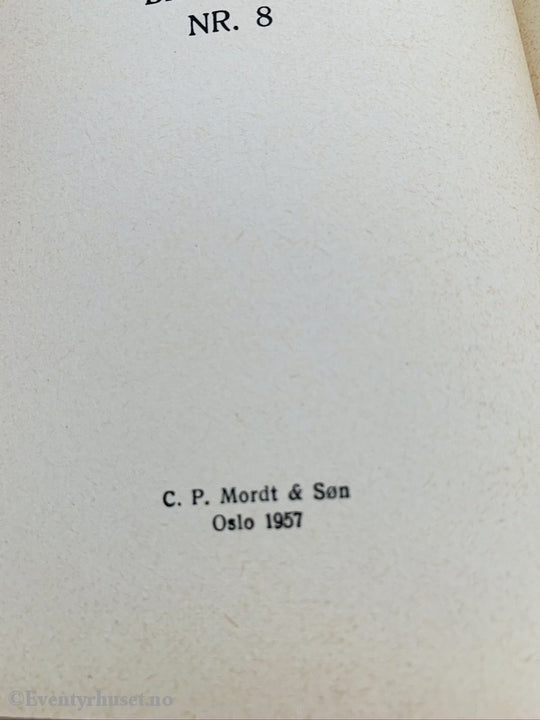 NR. 8
C. P. Mordt & Søn
Oslo 1957
©Eventyrhuset.no